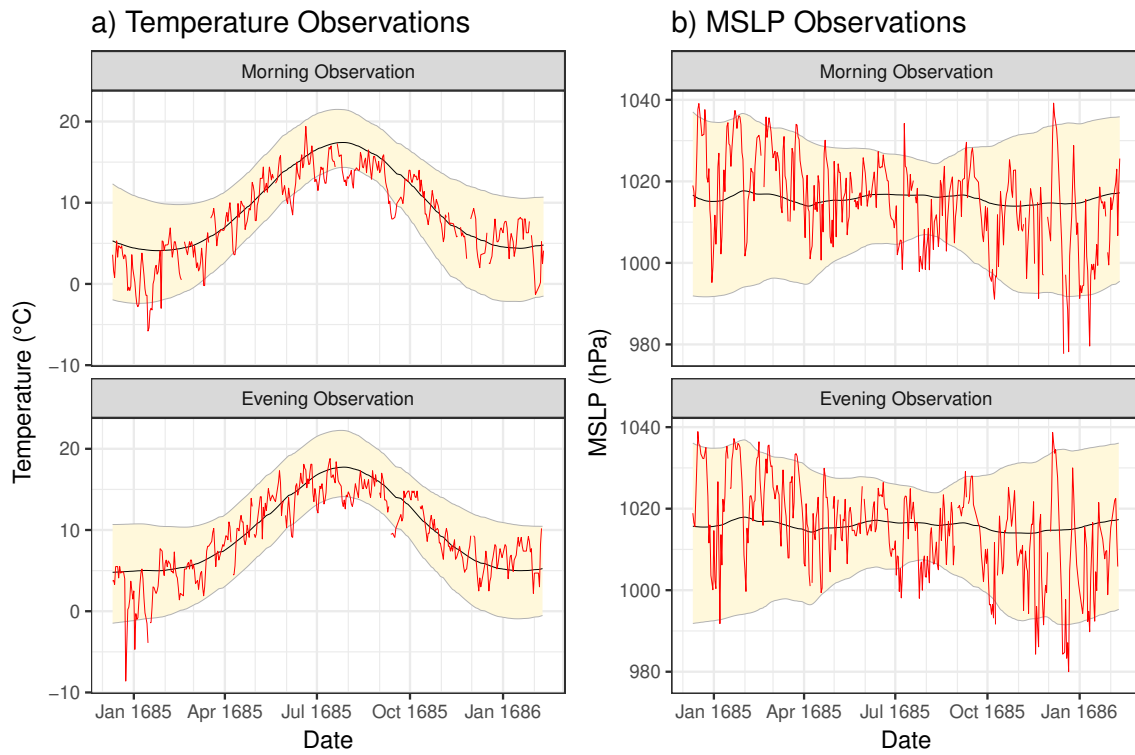 a) Temperature Observations
Morning Observation
20
10
0
−10
Evening Observation
20
10
0
−10
Temperature (°C)
Jan 1685 Apr 1685 Jul 1685 Oct 1685 Jan 1686
Date
b) MSLP Observations
Morning Observation
1040
1020
1000
980
Evening Observation
1040
1020
1000
980
MSLP (hPa)
Jan 1685 Apr 1685 Jul 1685 Oct 1685 Jan 1686
Date